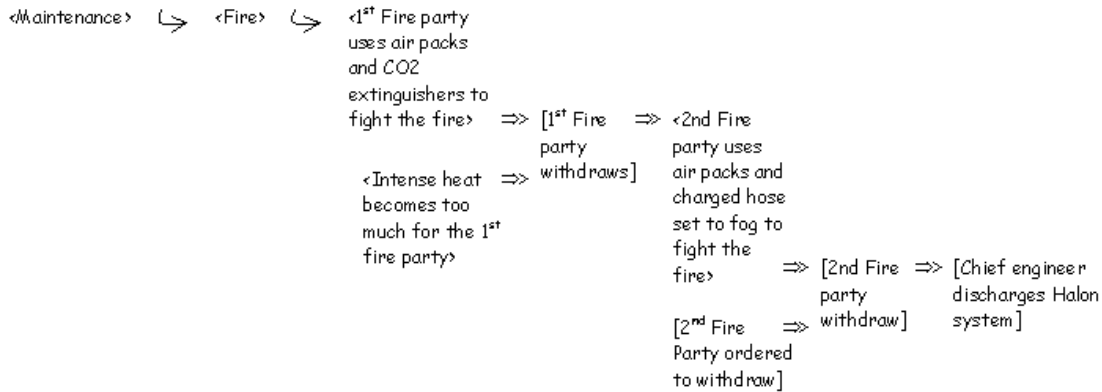 <Maintenance> <Fire> <1st Fire party
uses air packs
and CO2
extinguishers to
fight the fire> ⇒> [1st Fire ⇒> <2nd Fire
party
withdraws]
<Intense heat ⇒>
becomes too
much for the 1st
fire party>
party uses
air packs and
charged hose
set to fog to
fight the
fire> ⇒> [2nd Fire ⇒> [Chief engineer
party
withdraw]
discharges Halon
system]
[2nd Fire ⇒>
Party ordered
to withdraw]